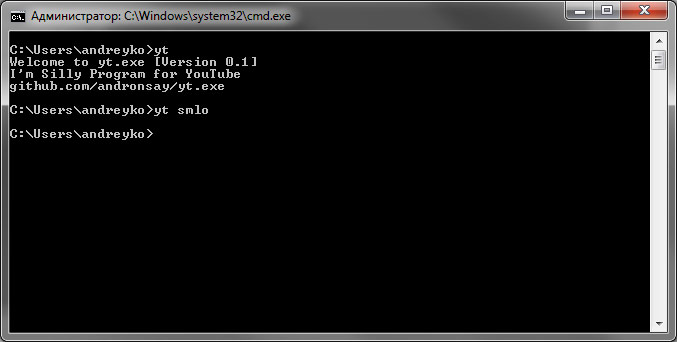 Администратор: C:\Windows\system32\cmd.exe
C:\Users\andreyko>yt
Welcome to yt.exe [Version 0.1]
I'm Silly Program for YouTube
github.com/andronsay/yt.exe
C:\Users\andreyko>yt smlo
C:\Users\andreyko>